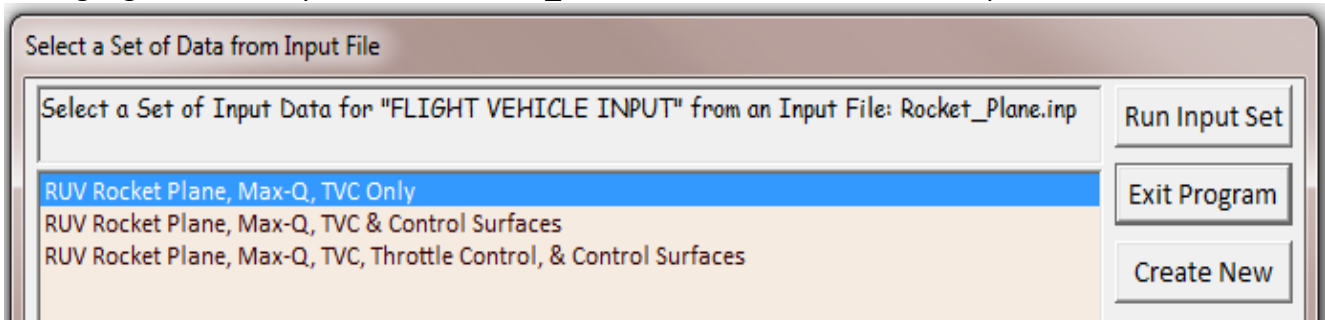 Select a Set of Data from Input File
Select a Set of Input Data for "FLIGHT VEHICLE INPUT" from an Input File: Rocket_Plane.inp
Run Input Set
RUV Rocket Plane, Max-Q, TVC Only
Exit Program
RUV Rocket Plane, Max-Q, TVC & Control Surfaces
RUV Rocket Plane, Max-Q, TVC, Throttle Control, & Control Surfaces
Create New